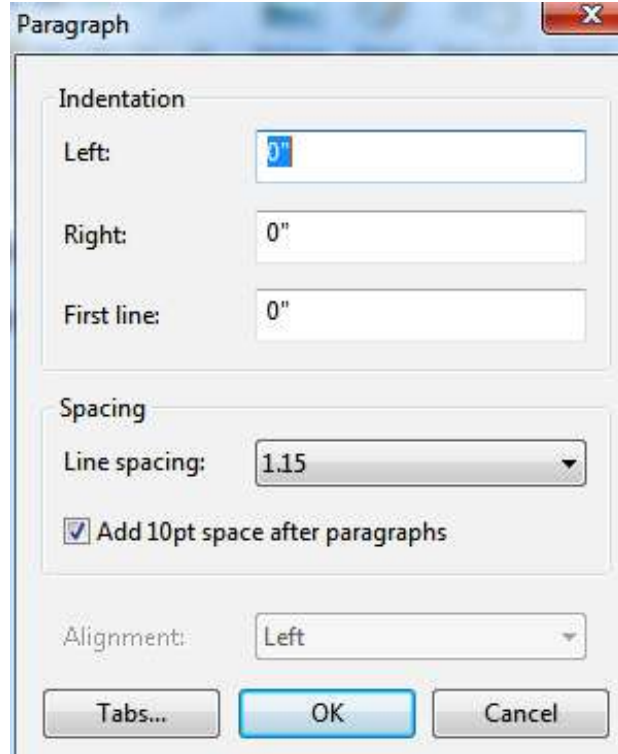 Paragraph
Indentation
Left: 0"
Right: 0"
First line: 0"
Spacing
Line spacing: 1.15
Add 10pt space after paragraphs
Alignment: Left
Tabs... OK Cancel